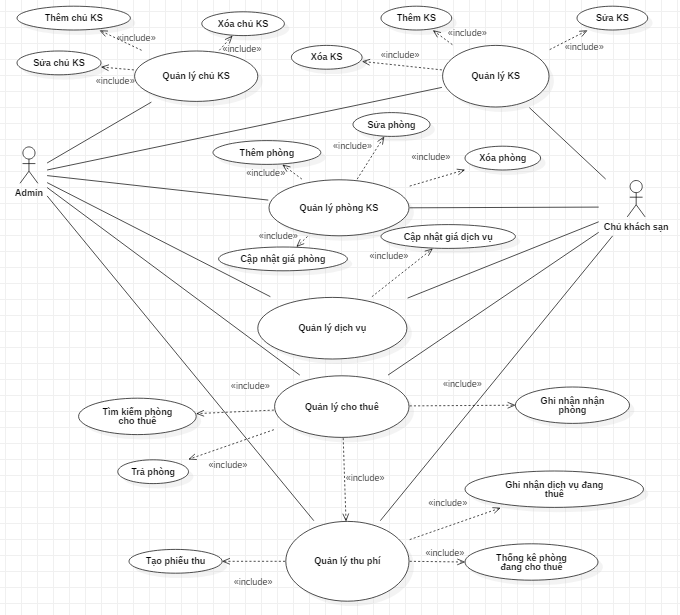 Thêm chủ KS
Xóa chủ KS
Thêm KS
Sửa KS
«include»
«include»
«include»
«include»
Sửa chủ KS
«include»
Quản lý chủ KS
Xóa KS
«include»
Quản lý KS
Sửa phòng
Thêm phòng
«include»
«include»
Xóa phòng
«include»
Admin
Quản lý phòng KS
Chủ khách sạn
«include»
Cập nhật giá dịch vụ
Cập nhật giá phòng
«include»
Quản lý dịch vụ
«include»
«include»
Tìm kiếm phòng
cho thuê
Quản lý cho thuê
Ghi nhận nhận
phòng
Trả phòng
«include»
«include»
Ghi nhận dịch vụ đang
thuê
«include»
Tạo phiếu thu
«include»
Quản lý thu phí
«include»
Thống kê phòng
đang cho thuê